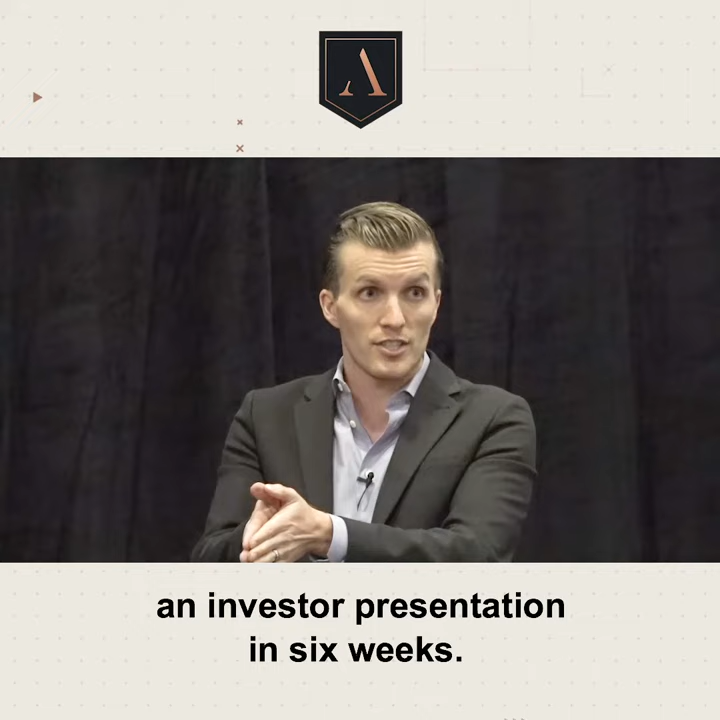 A
an investor presentation
in six weeks.